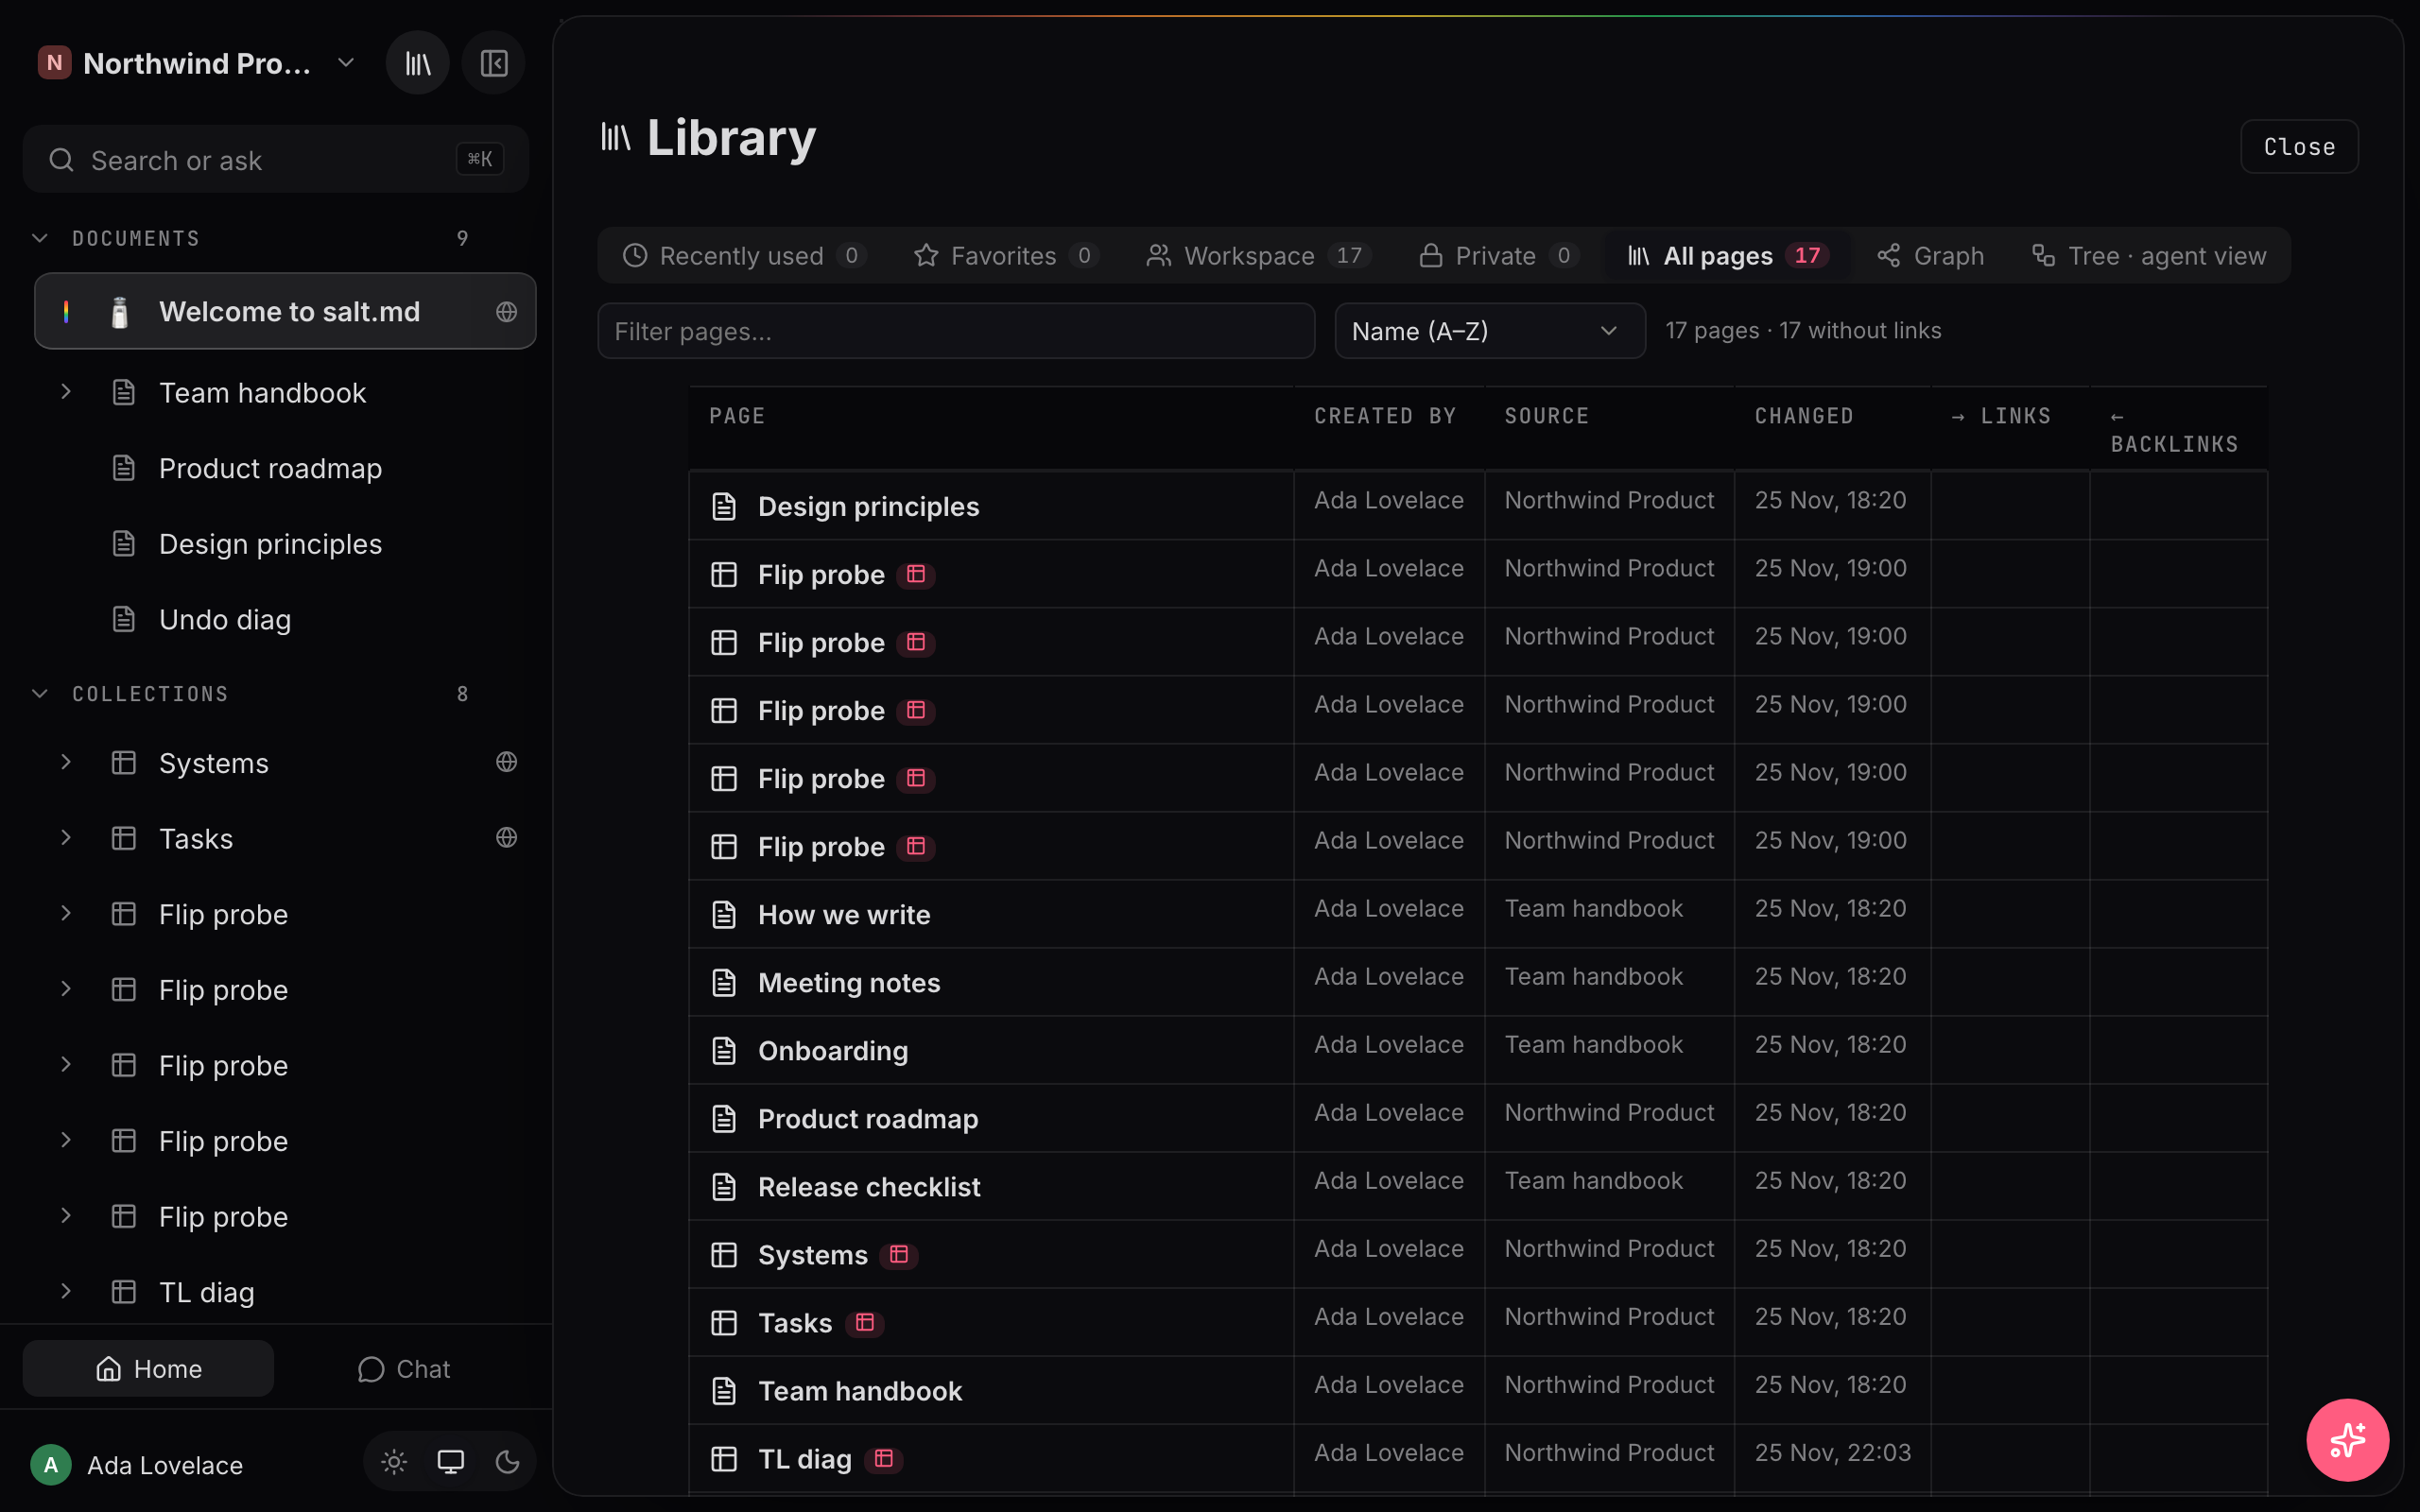 N Northwind Pro...
Search or ask ⌘K
DOCUMENTS 9
Welcome to salt.md
Team handbook
Product roadmap
Design principles
Undo diag
COLLECTIONS 8
Systems
Tasks
Flip probe
Flip probe
Flip probe
Flip probe
Flip probe
TL diag
Home Chat
A Ada Lovelace
Library
Close
Recently used 0 Favorites 0 Workspace 17 Private 0 All pages 17 Graph Tree · agent view
Filter pages... Name (A–Z) 17 pages · 17 without links
PAGE CREATED BY SOURCE CHANGED → LINKS ←
BACKLINKS
Design principles Ada Lovelace Northwind Product 25 Nov, 18:20
Flip probe Ada Lovelace Northwind Product 25 Nov, 19:00
Flip probe Ada Lovelace Northwind Product 25 Nov, 19:00
Flip probe Ada Lovelace Northwind Product 25 Nov, 19:00
Flip probe Ada Lovelace Northwind Product 25 Nov, 19:00
Flip probe Ada Lovelace Northwind Product 25 Nov, 19:00
How we write Ada Lovelace Team handbook 25 Nov, 18:20
Meeting notes Ada Lovelace Team handbook 25 Nov, 18:20
Onboarding Ada Lovelace Team handbook 25 Nov, 18:20
Product roadmap Ada Lovelace Northwind Product 25 Nov, 18:20
Release checklist Ada Lovelace Team handbook 25 Nov, 18:20
Systems Ada Lovelace Northwind Product 25 Nov, 18:20
Tasks Ada Lovelace Northwind Product 25 Nov, 18:20
Team handbook Ada Lovelace Northwind Product 25 Nov, 18:20
TL diag Ada Lovelace Northwind Product 25 Nov, 22:03